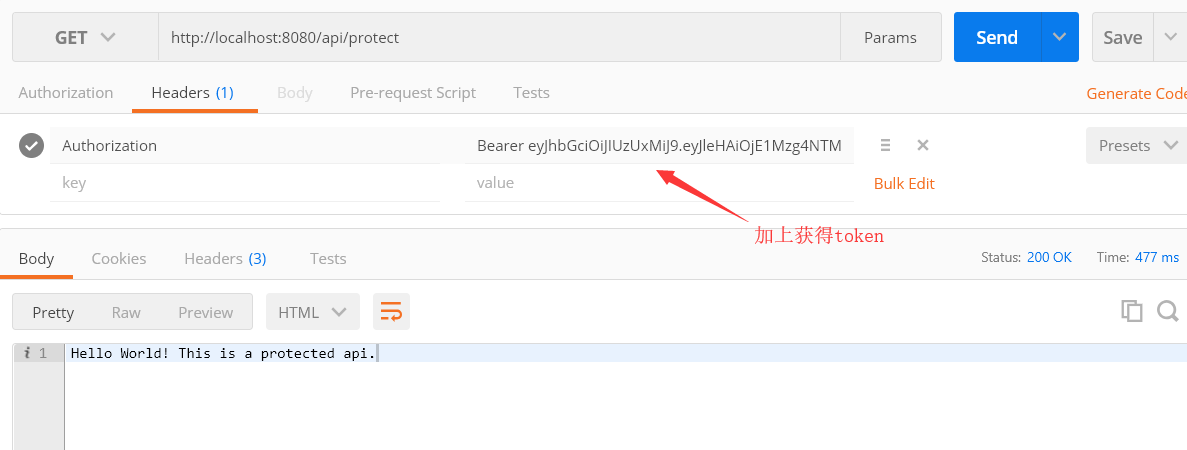 GET http://localhost:8080/api/protect Params Send Save
Authorization Headers (1) Body Pre-request Script Tests Generate Code
Authorization Bearer eyJhbGciOiJIUzUxMiJ9.eyJleHAiOjE1Mzg4NTM Presets
key value Bulk Edit
加上获得token
Body Cookies Headers (3) Tests Status: 200 OK Time: 477 ms
Pretty Raw Preview HTML
i 1 Hello World! This is a protected api.